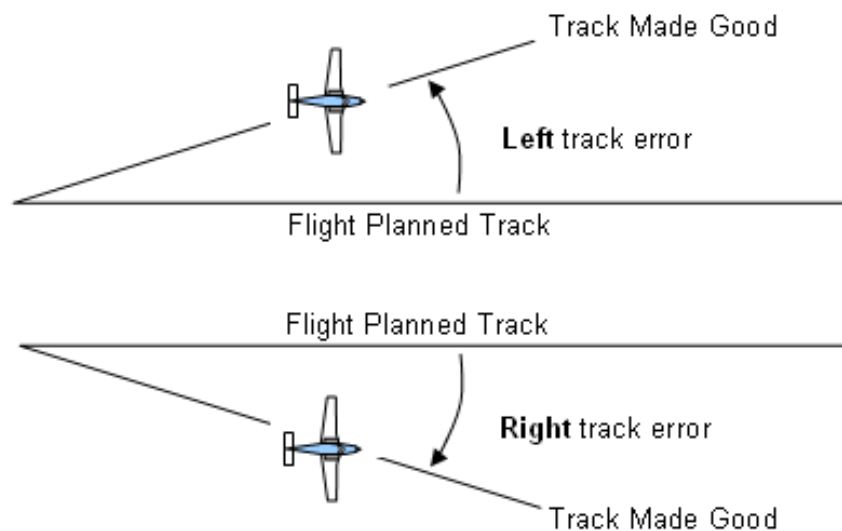 Track Made Good
Left track error
Flight Planned Track
Flight Planned Track
Right track error
Track Made Good